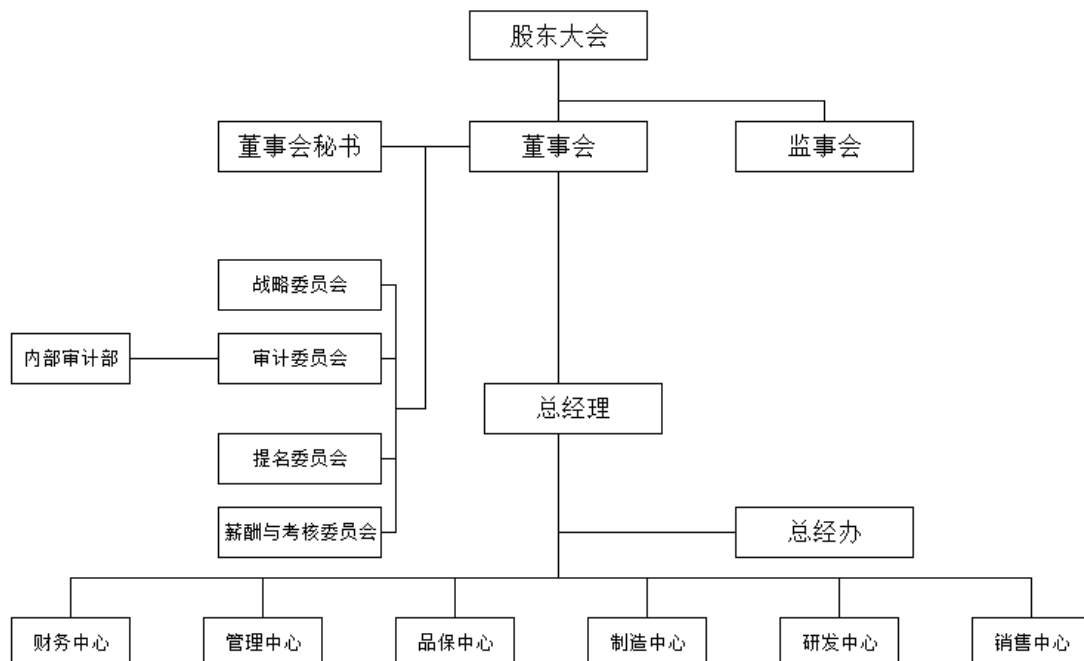 股东大会
董事会秘书
董事会
监事会
战略委员会
内部审计部
审计委员会
总经理
提名委员会
薪酬与考核委员会
总经办
财务中心
管理中心
品保中心
制造中心
研发中心
销售中心